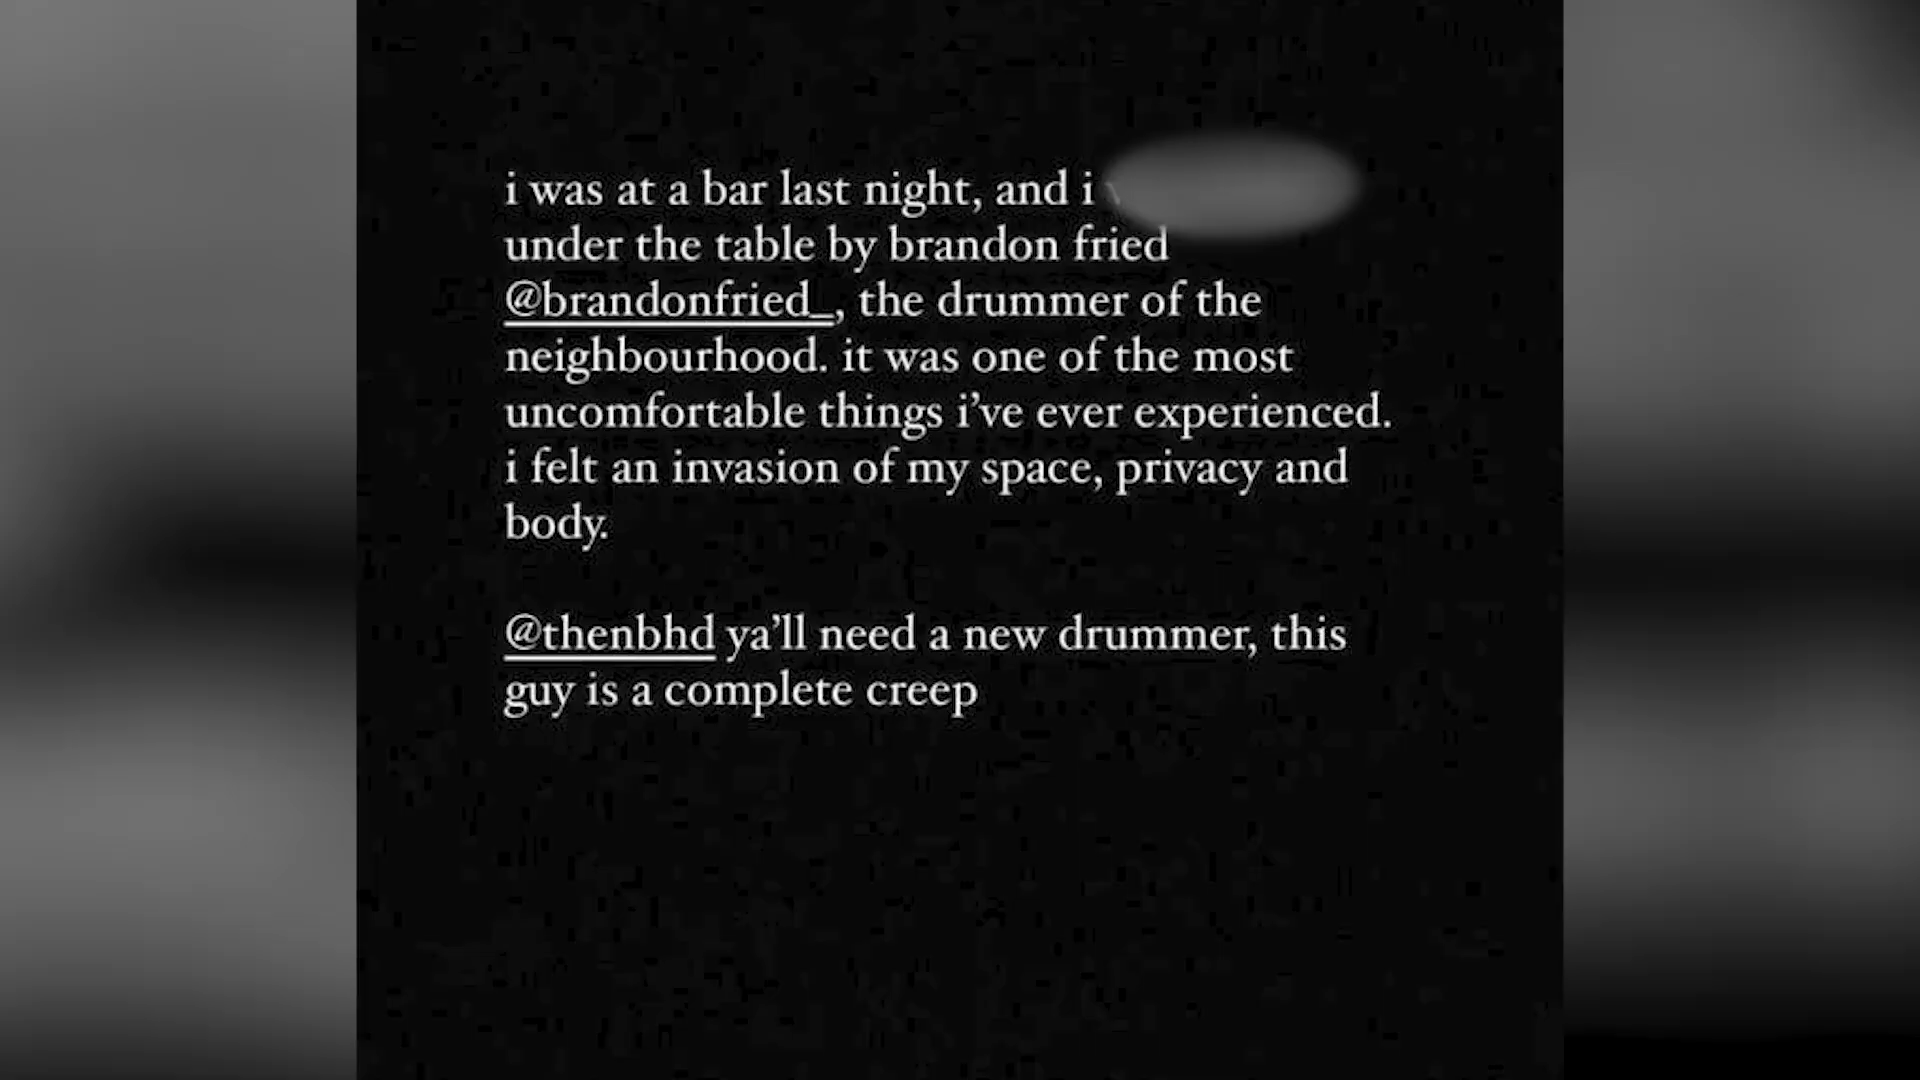 i was at a bar last night, and i
under the table by brandon fried
@brandonfried_, the drummer of the
neighbourhood. it was one of the most
uncomfortable things i’ve ever experienced.
i felt an invasion of my space, privacy and
body.
@thenbhd ya’ll need a new drummer, this
guy is a complete creep